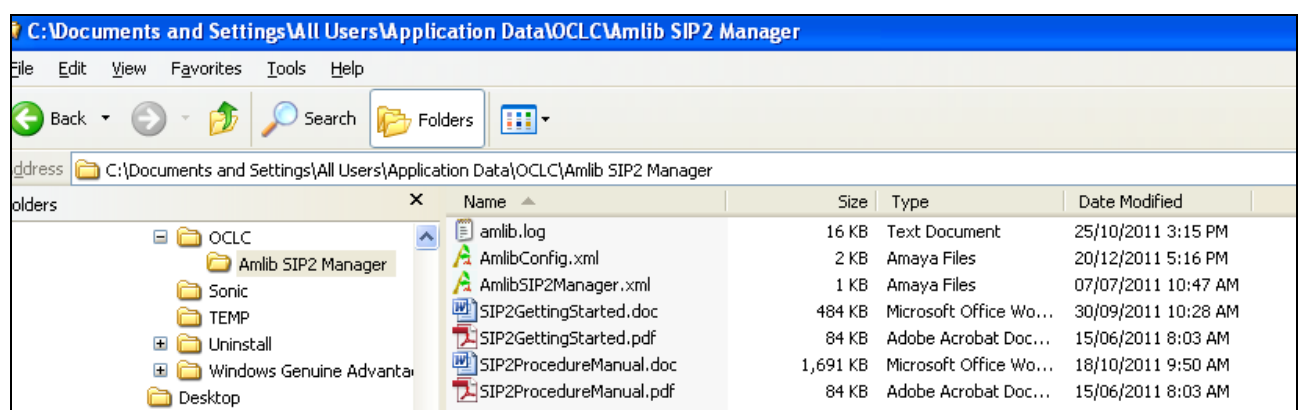 C:\Documents and Settings\All Users\Application Data\OCLC\Amlib SIP2 Manager
File Edit View Favorites Tools Help
Back Search Folders
ddress C:\Documents and Settings\All Users\Application Data\OCLC\Amlib SIP2 Manager
olders X Name Size Type Date Modified
OCLC amlib.log 16 KB Text Document 25/10/2011 3:15 PM
Amlib SIP2 Manager AmlibConfig.xml 2 KB Amaya Files 20/12/2011 5:16 PM
Sonic AmlibSIP2Manager.xml 1 KB Amaya Files 07/07/2011 10:47 AM
TEMP SIP2GettingStarted.doc 484 KB Microsoft Office Wo... 30/09/2011 10:28 AM
Uninstall SIP2GettingStarted.pdf 84 KB Adobe Acrobat Doc... 15/06/2011 8:03 AM
Windows Genuine Advanta SIP2ProcedureManual.doc 1,691 KB Microsoft Office Wo... 18/10/2011 9:50 AM
Desktop SIP2ProcedureManual.pdf 84 KB Adobe Acrobat Doc... 15/06/2011 8:03 AM